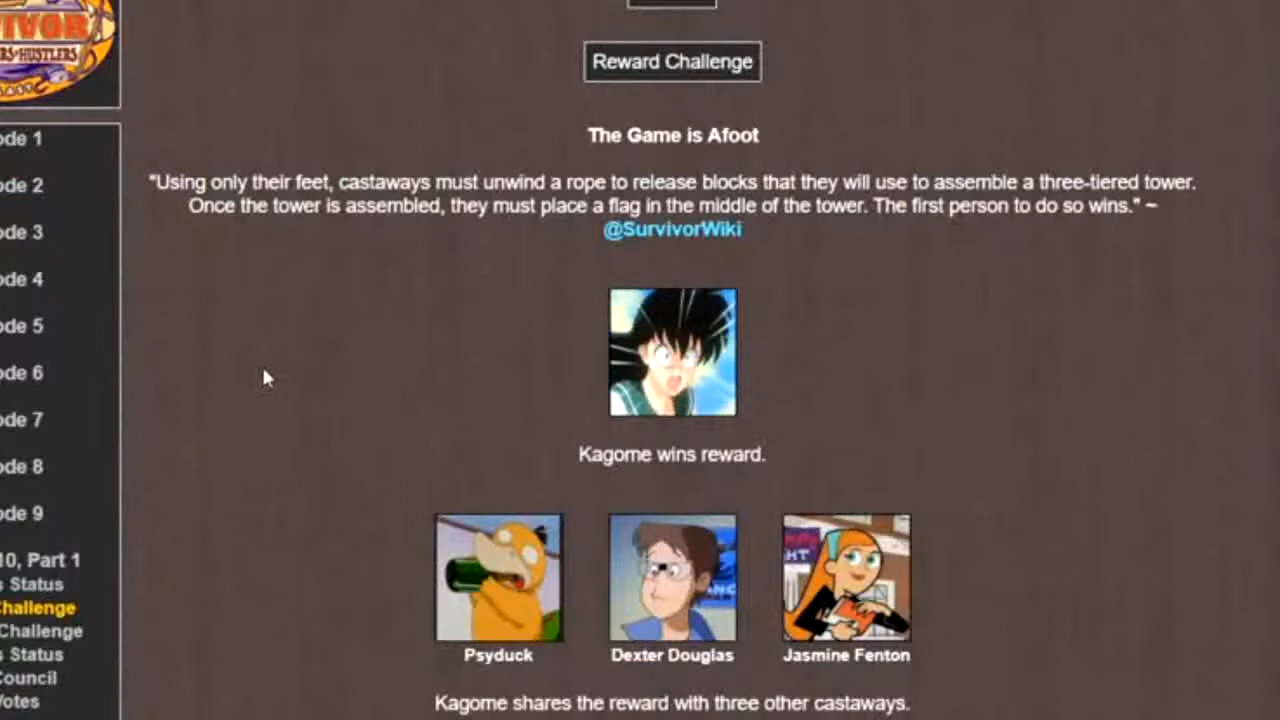 IVOR
RS HUSTLERS
Reward Challenge
The Game is Afoot
"Using only their feet, castaways must unwind a rope to release blocks that they will use to assemble a three-tiered tower.
Once the tower is assembled, they must place a flag in the middle of the tower. The first person to do so wins." ~
@SurvivorWiki
Kagome wins reward.
Psyduck
Dexter Douglas
Jasmine Fenton
Kagome shares the reward with three other castaways.
ode 1
ode 2
ode 3
ode 4
ode 5
ode 6
ode 7
ode 8
ode 9
10, Part 1
s Status
Challenge
Challenge
s Status
Council
Votes